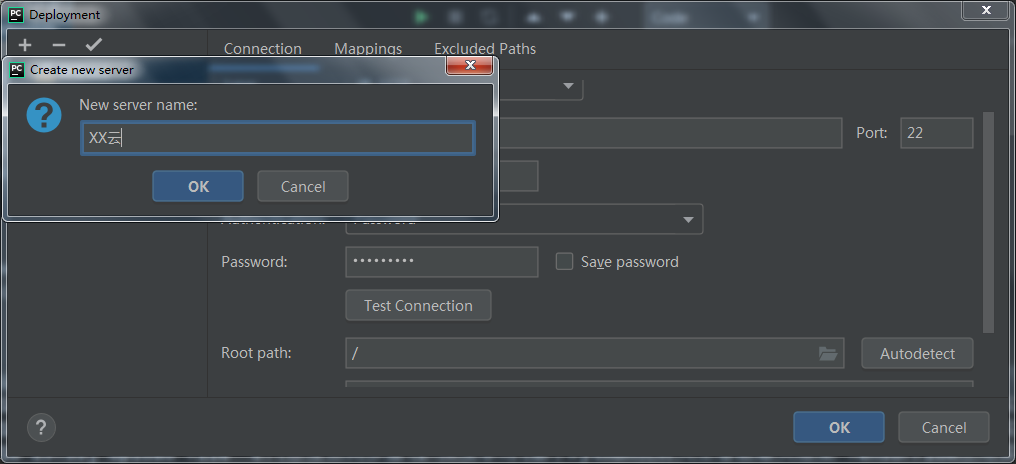 Deployment
Code
Connection Mappings Excluded Paths
Create new server
New server name:
XX云
OK Cancel
Port: 22
Password: ••••••••• Save password
Test Connection
Root path: / Autodetect
? OK Cancel